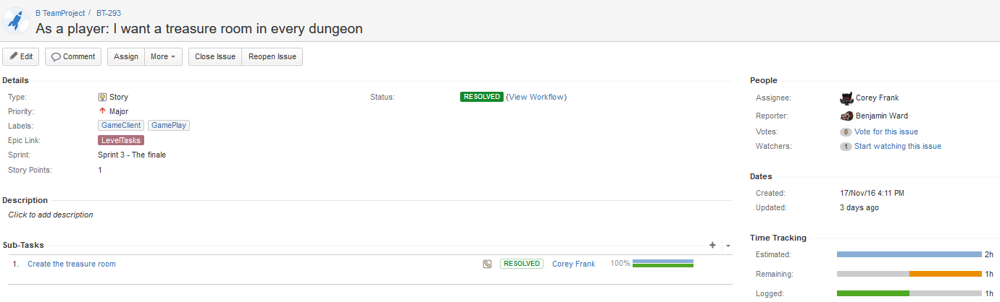 B TeamProject / BT-293
As a player: I want a treasure room in every dungeon
Edit Comment Assign More Close Issue Reopen Issue
Details
Type: Story
Status: RESOLVED (View Workflow)
Priority: Major
Labels: GameClient GamePlay
Epic Link: LevelTasks
Sprint: Sprint 3 - The finale
Story Points: 1
Description
Click to add description
Sub-Tasks
1. Create the treasure room RESOLVED Corey Frank 100%
People
Assignee: Corey Frank
Reporter: Benjamin Ward
Votes: 0 Vote for this issue
Watchers: 1 Start watching this issue
Dates
Created: 17/Nov/16 4:11 PM
Updated: 3 days ago
Time Tracking
Estimated: 2h
Remaining: 1h
Logged: 1h